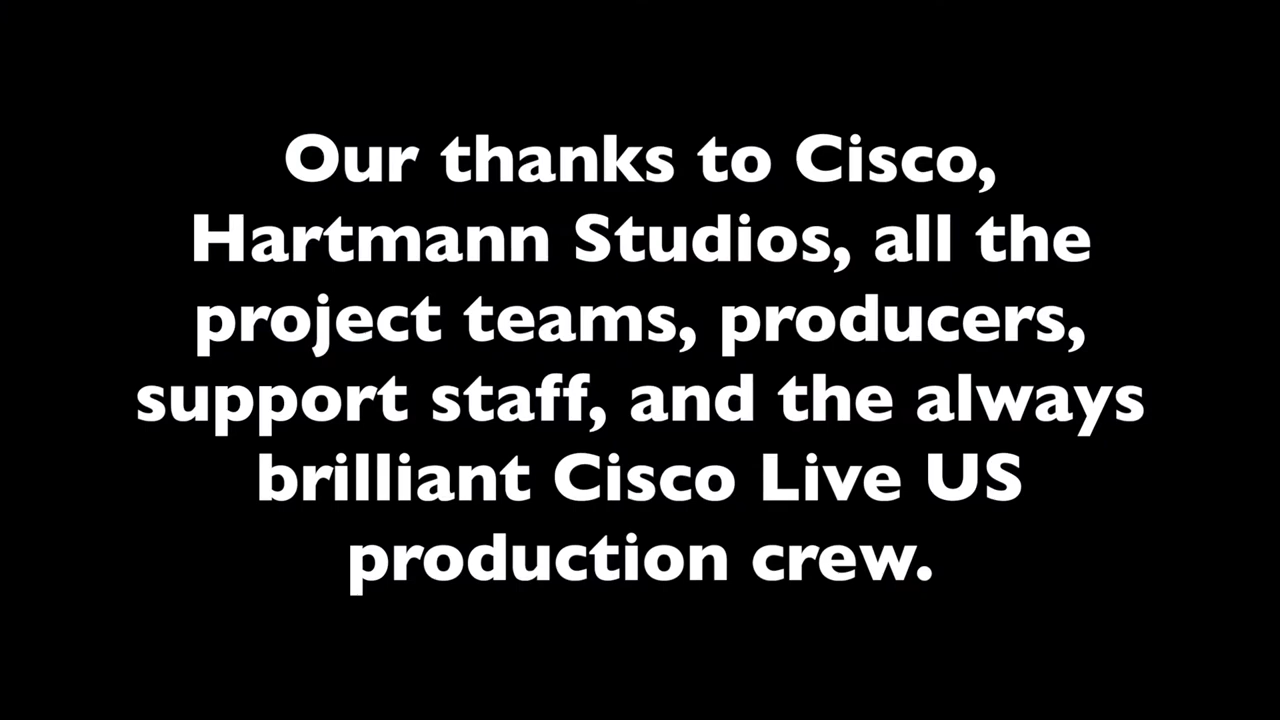 Our thanks to Cisco,
Hartmann Studios, all the
project teams, producers,
support staff, and the always
brilliant Cisco Live US
production crew.